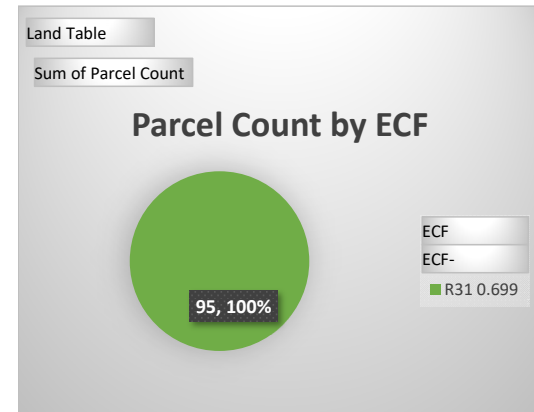 Land Table
Sum of Parcel Count
Parcel Count by ECF
ECF
ECF-
R31 0.699
95, 100%